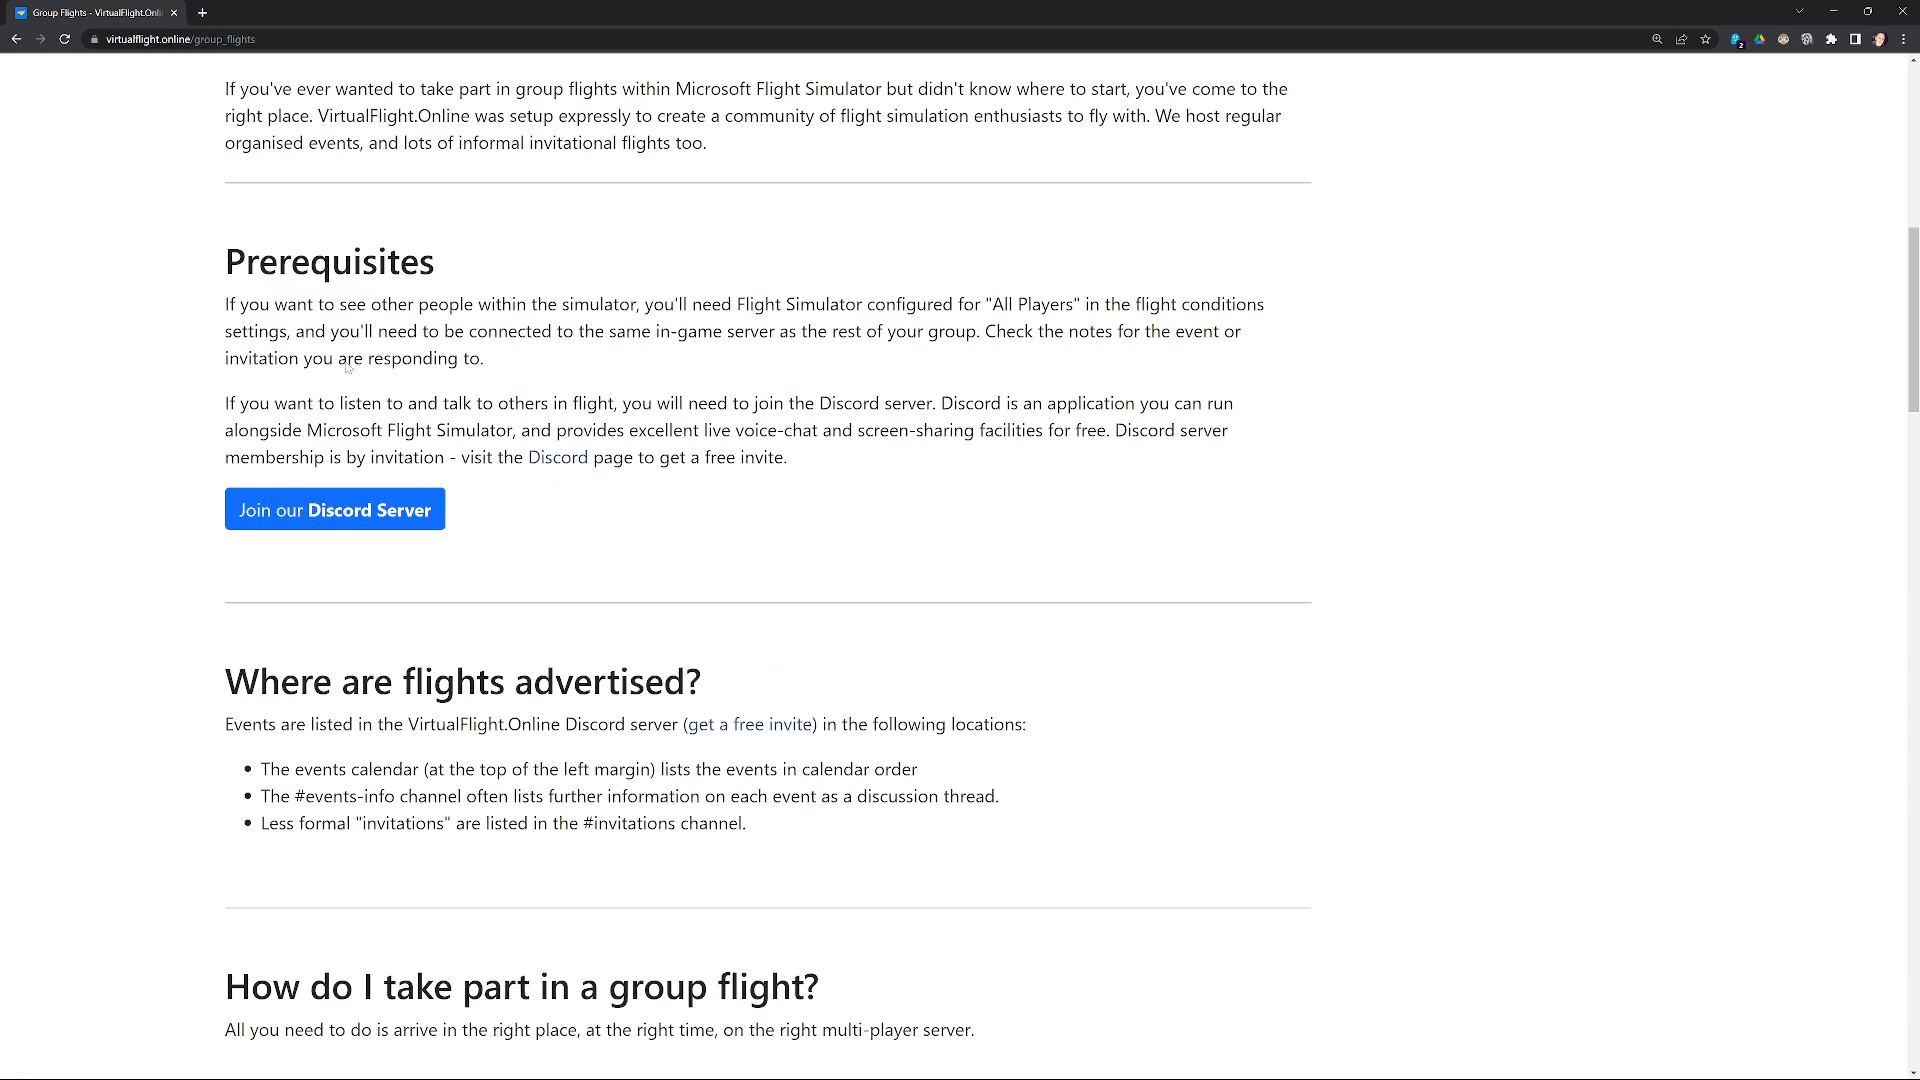 Group Flights - VirtualFlight.Onli
virtualflight.online/group_flights
2
If you've ever wanted to take part in group flights within Microsoft Flight Simulator but didn't know where to start, you've come to the
right place. VirtualFlight.Online was setup expressly to create a community of flight simulation enthusiasts to fly with. We host regular
organised events, and lots of informal invitational flights too.
Prerequisites
If you want to see other people within the simulator, you'll need Flight Simulator configured for "All Players" in the flight conditions
settings, and you'll need to be connected to the same in-game server as the rest of your group. Check the notes for the event or
invitation you are responding to.
If you want to listen to and talk to others in flight, you will need to join the Discord server. Discord is an application you can run
alongside Microsoft Flight Simulator, and provides excellent live voice-chat and screen-sharing facilities for free. Discord server
membership is by invitation - visit the Discord page to get a free invite.
Join our Discord Server
Where are flights advertised?
Events are listed in the VirtualFlight.Online Discord server (get a free invite) in the following locations:
• The events calendar (at the top of the left margin) lists the events in calendar order
• The #events-info channel often lists further information on each event as a discussion thread.
• Less formal "invitations" are listed in the #invitations channel.
How do I take part in a group flight?
All you need to do is arrive in the right place, at the right time, on the right multi-player server.